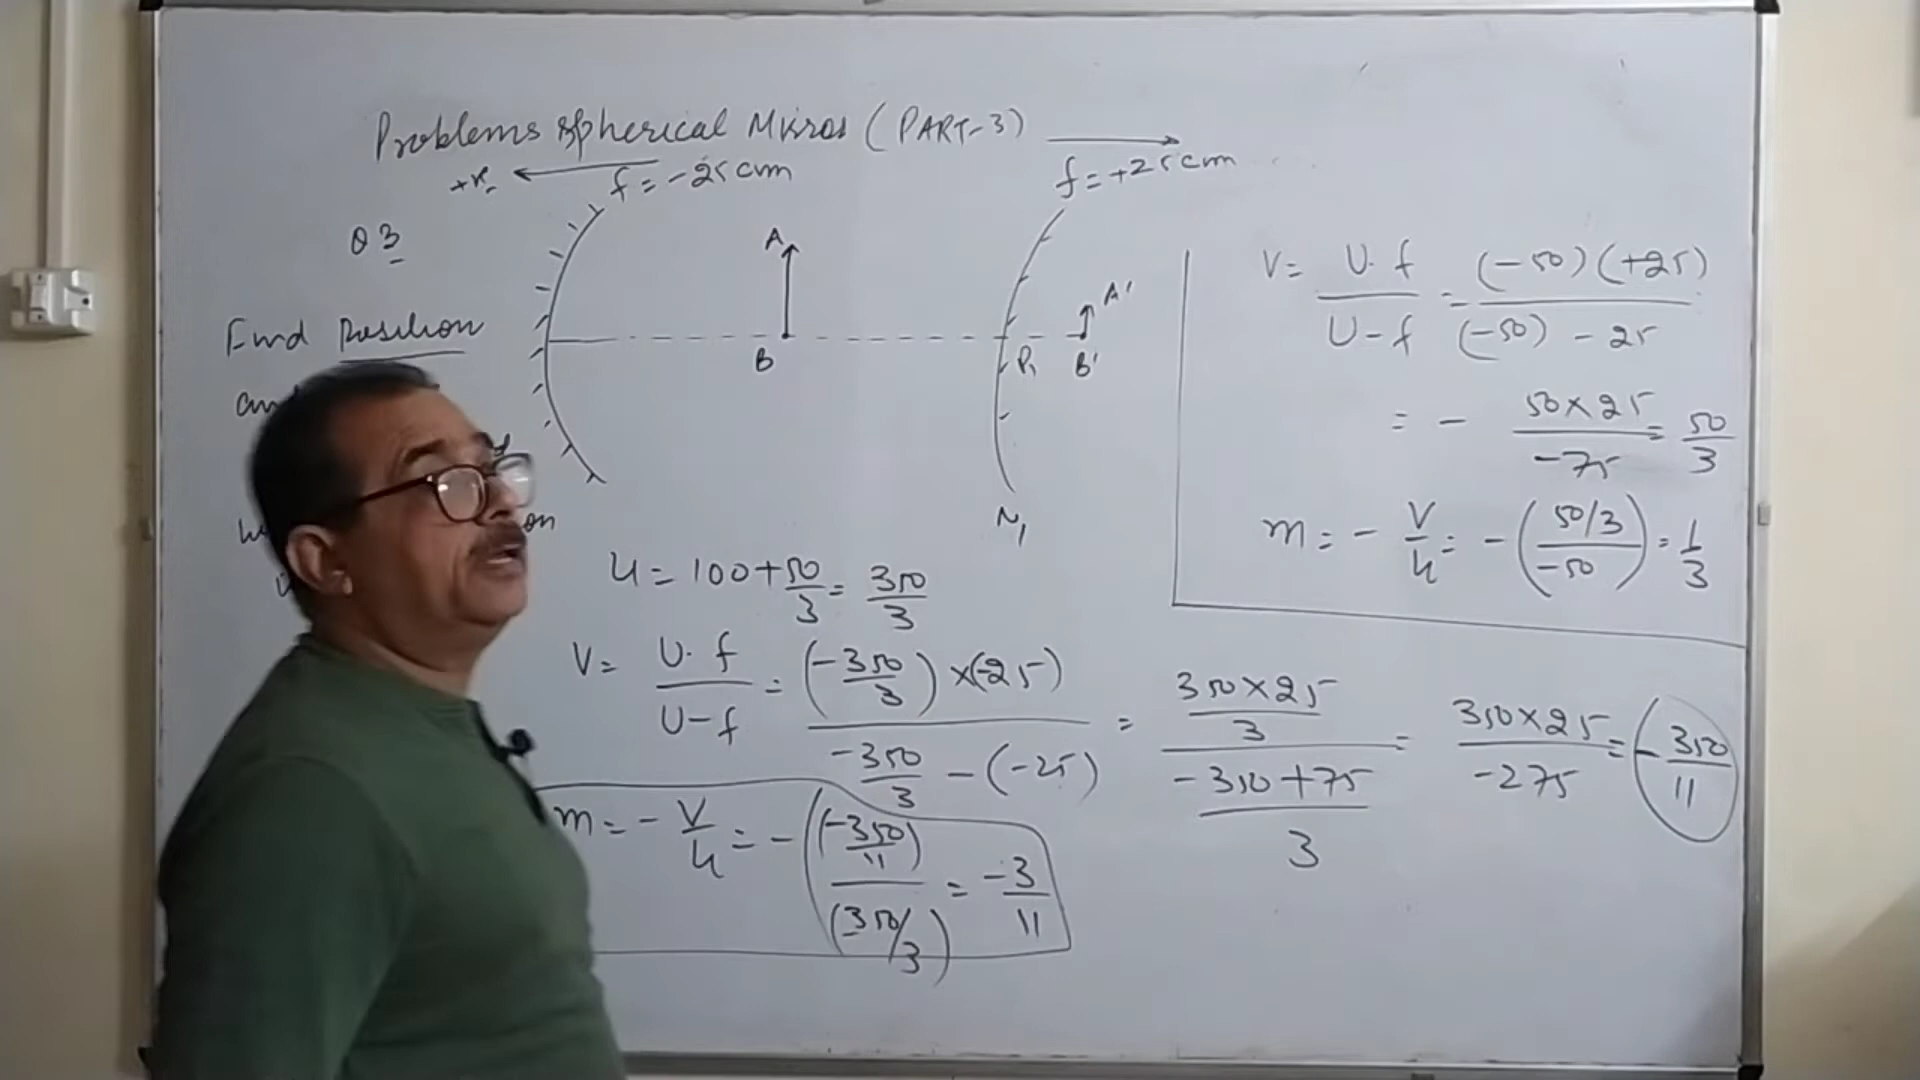 Problems Spherical Mirror (PART-3)
f = -25 cm
f = +25 cm
Q 3
A
A'
B
P₁
B'
Find Position
M₁
V = U·f / U-f = (-50)(+25) / (-50) - 25
= - 50×25 / -75 = 50/3
m = - V/u = - (50/3 / -50) = 1/3
u = 100 + 50/3 = 350/3
V = U·f / U-f = (-350/3) × (-25) / -350/3 - (-25) = 350×25/3 / -350+75/3 = 350×25 / -275 = -350/11
m = - V/u = - ((-350/11) / (350/3)) = -3/11